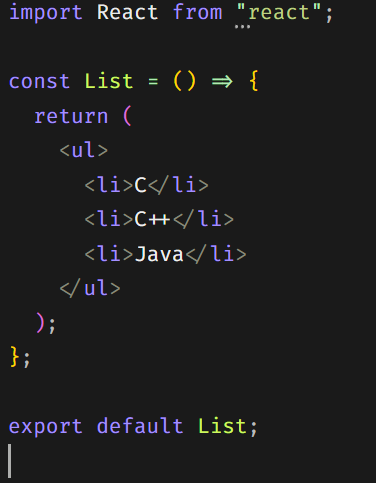 import React from "react";
const List = () => {
return (
<ul>
<li>C</li>
<li>C++</li>
<li>Java</li>
</ul>
);
};
export default List;